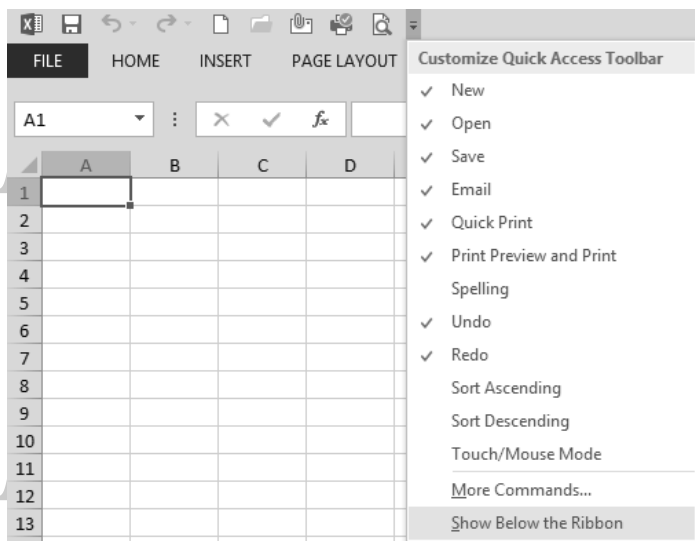 FILE HOME INSERT PAGE LAYOUT
A1 fx
A B C D
1
2
3
4
5
6
7
8
9
10
11
12
13
Customize Quick Access Toolbar
New
Open
Save
Email
Quick Print
Print Preview and Print
Spelling
Undo
Redo
Sort Ascending
Sort Descending
Touch/Mouse Mode
More Commands...
Show Below the Ribbon